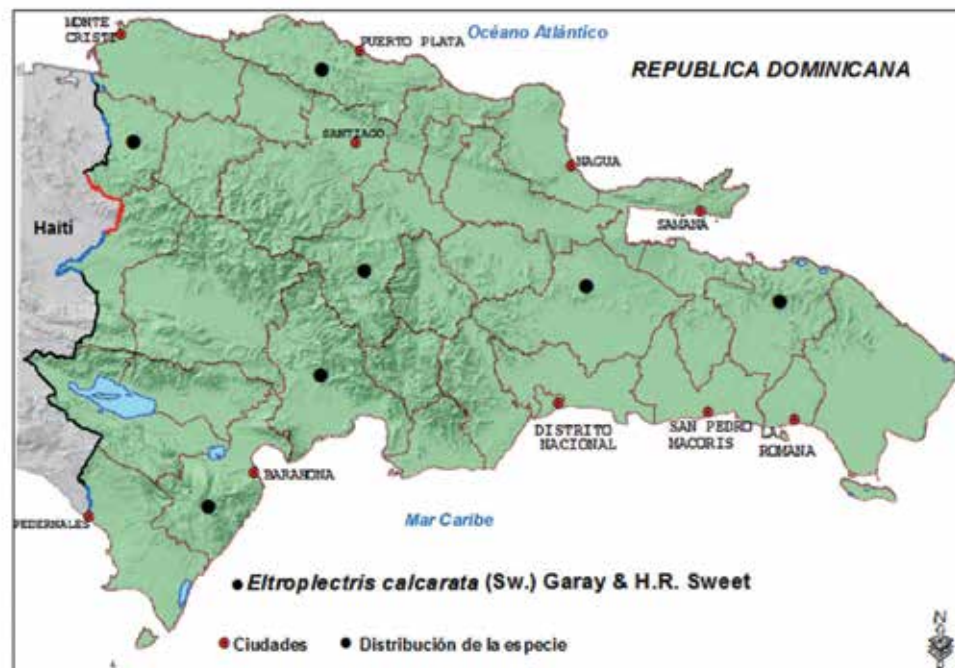 MONTE
CRISTI
PUERTO PLATA
Océano Atlántico
REPUBLICA DOMINICANA
SANTIAGO
NAGUA
SAMANA
Haití
DISTRITO
NACIONAL
SAN PEDRO
MACORIS
LA
ROMANA
BARAHONA
PEDERNALES
Mar Caribe
Eltroplectris calcarata (Sw.) Garay & H.R. Sweet
Ciudades
Distribución de la especie
N